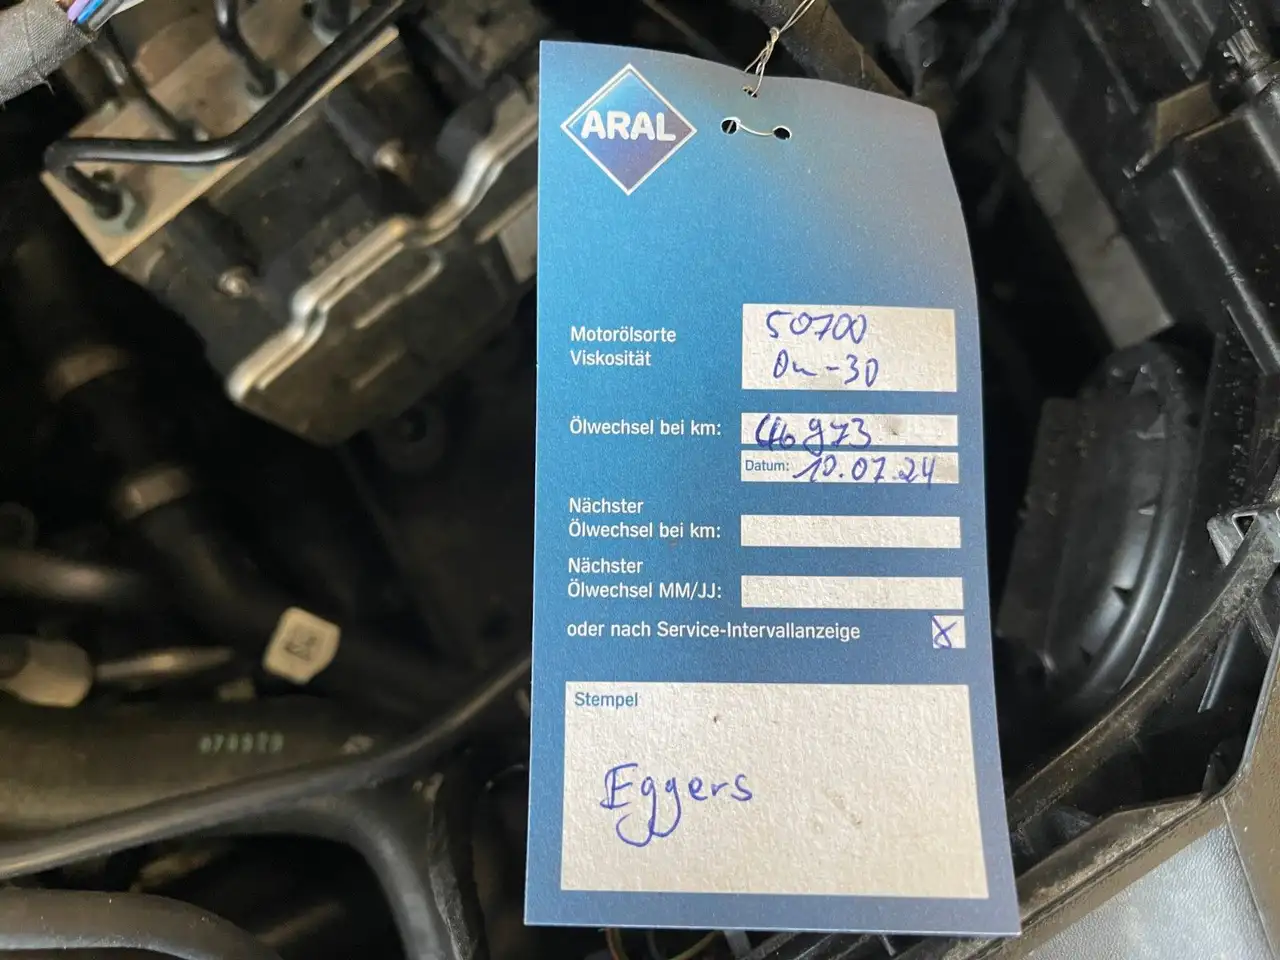 ARAL
Motorölsorte
Viskosität
50700
0w-30
Ölwechsel bei km:
46973
Datum: 10.07.24
Nächster
Ölwechsel bei km:
Nächster
Ölwechsel MM/JJ:
oder nach Service-Intervallanzeige X
Stempel
Eggers